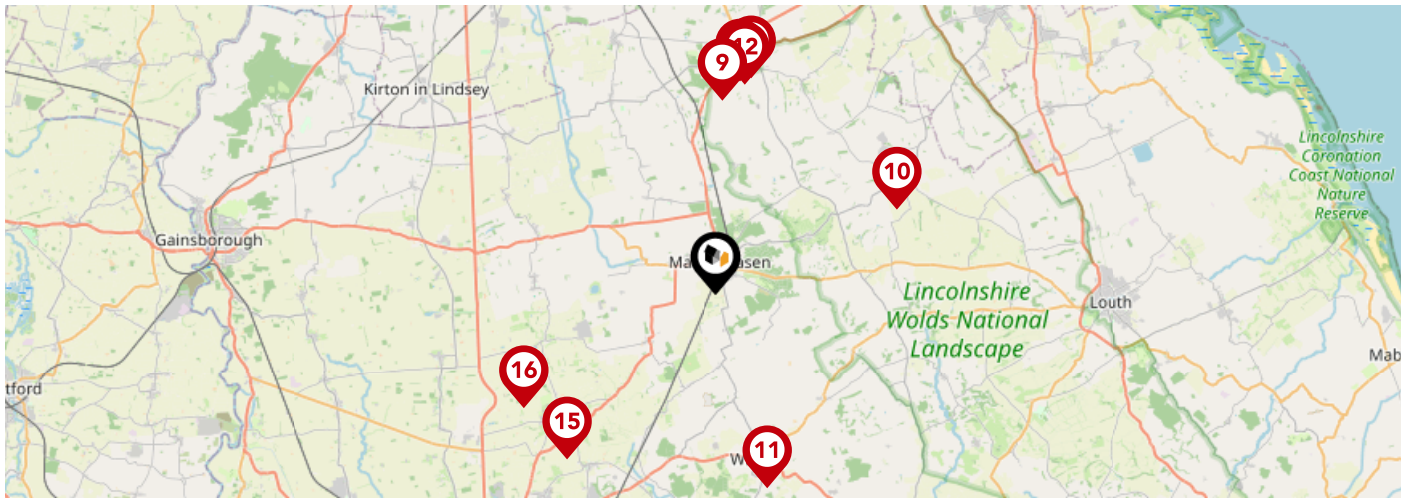 12
9
Kirton in Lindsey
Lincolnshire
Coronation
Coast National
Nature
Reserve
10
Gainsborough
Lincolnshire
Wolds National
Landscape
Louth
16
15
11